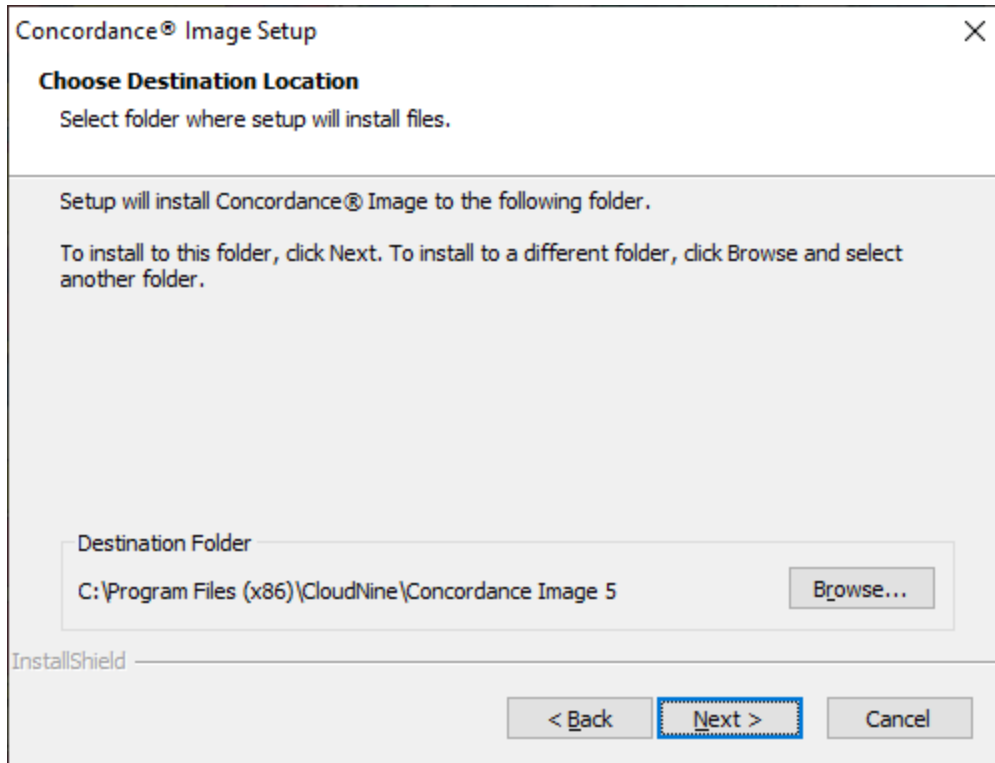 Concordance® Image Setup
Choose Destination Location
Select folder where setup will install files.
Setup will install Concordance® Image to the following folder.
To install to this folder, click Next. To install to a different folder, click Browse and select
another folder.
Destination Folder
C:\Program Files (x86)\CloudNine\Concordance Image 5
Browse...
InstallShield
< Back
Next >
Cancel